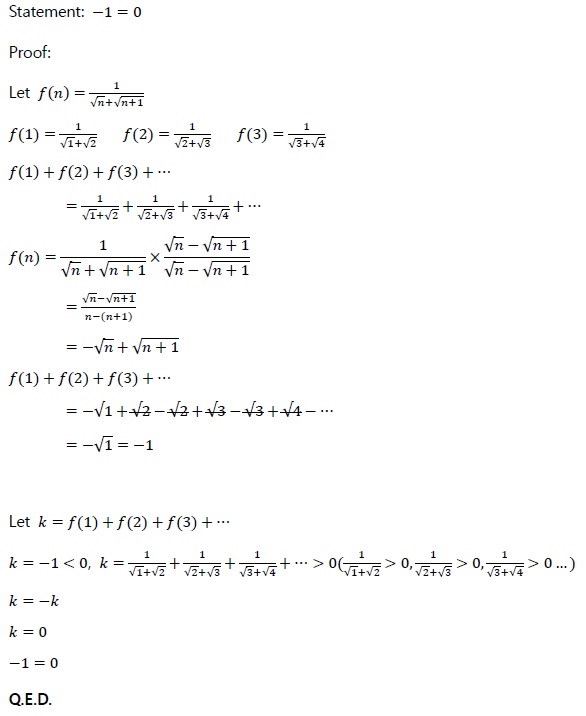 Statement: −1 = 0
Proof:
Let f(n) = 1/(√n+√(n+1))
f(1) = 1/(√1+√2) f(2) = 1/(√2+√3) f(3) = 1/(√3+√4)
f(1) + f(2) + f(3) + ⋯
= 1/(√1+√2) + 1/(√2+√3) + 1/(√3+√4) + ⋯
f(n) = 1/(√n + √(n+1)) × (√n − √(n+1))/(√n − √(n+1))
= (√n−√(n+1))/(n−(n+1))
= −√n + √(n+1)
f(1) + f(2) + f(3) + ⋯
= −√1 + √2 − √2 + √3 − √3 + √4 − ⋯
= −√1 = −1
Let k = f(1) + f(2) + f(3) + ⋯
k = −1 < 0, k = 1/(√1+√2) + 1/(√2+√3) + 1/(√3+√4) + ⋯ > 0(1/(√1+√2) > 0, 1/(√2+√3) > 0, 1/(√3+√4) > 0 …)
k = −k
k = 0
−1 = 0
Q.E.D.